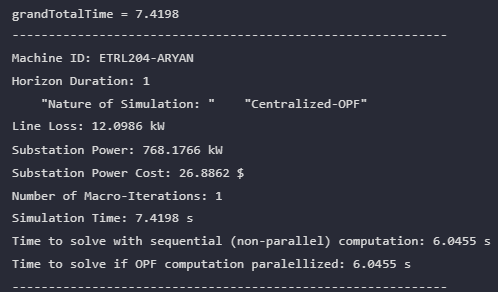 grandTotalTime = 7.4198
------------------------------------------------------------
Machine ID: ETRL204-ARYAN
Horizon Duration: 1
    "Nature of Simulation: "    "Centralized-OPF"
Line Loss: 12.0986 kW
Substation Power: 768.1766 kW
Substation Power Cost: 26.8862 $
Number of Macro-Iterations: 1
Simulation Time: 7.4198 s
Time to solve with sequential (non-parallel) computation: 6.0455 s
Time to solve if OPF computation paralellized: 6.0455 s
------------------------------------------------------------